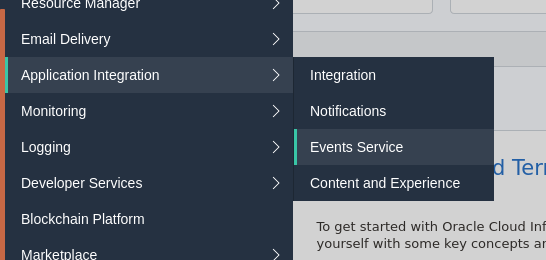 Resource Manager
Email Delivery
Application Integration
Monitoring
Logging
Developer Services
Blockchain Platform
Marketplace
Integration
Notifications
Events Service
Content and Experience
d Terr
To get started with Oracle Cloud Inf
yourself with some key concepts an